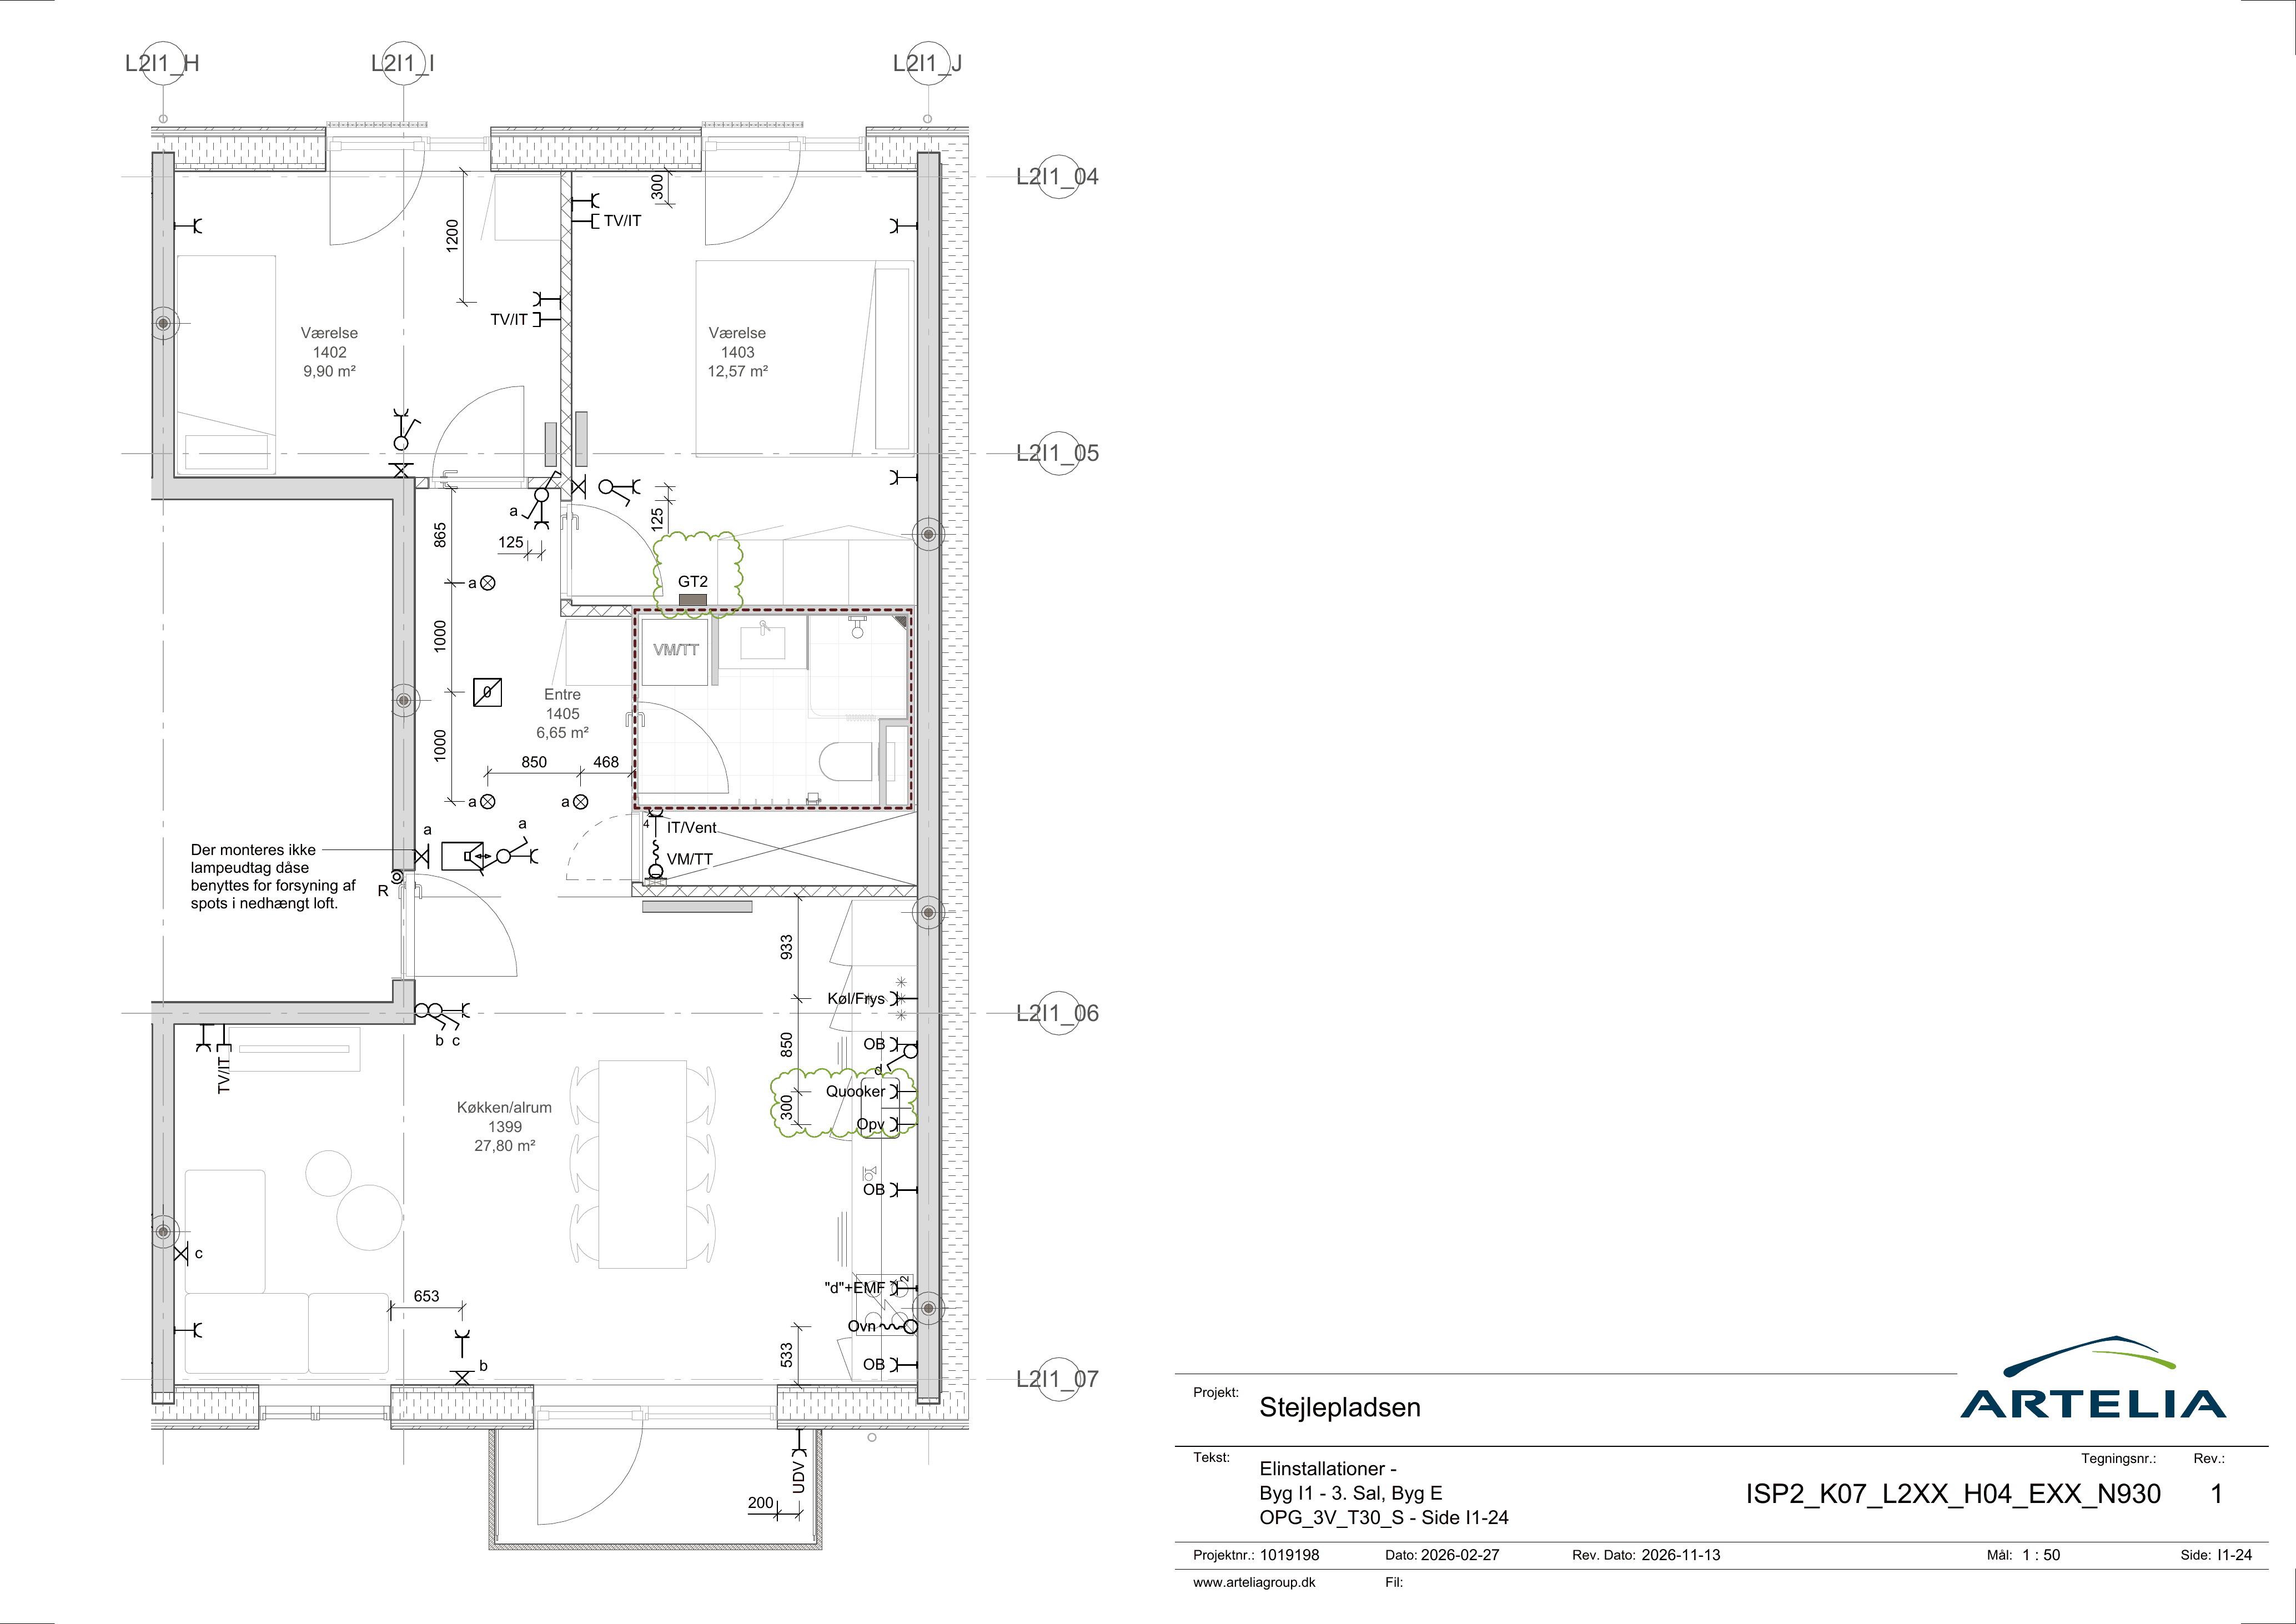 L2I1_H
L2I1_I
L2I1_J
L2I1_04
300
TV/IT
1200
TV/IT
Værelse
1402
9,90 m²
Værelse
1403
12,57 m²
L2I1_05
a
125
125
865
GT2
a
1000
VM/TT
0
Entre
1405
6,65 m²
1000
850
468
a
a
4
IT/Vent
a
a
VM/TT
Der monteres ikke
lampeudtag dåse
benyttes for forsyning af
spots i nedhængt loft.
R
933
Køl/Frys
L2I1_06
b c
TV/IT
850
OB
d
Quooker
300
Opv
Køkken/alrum
1399
27,80 m²
OB
c
2
"d"+EMF
653
Ovn
533
b
OB
L2I1_07
UDV
200
ARTELIA
Projekt:
Stejlepladsen
Tekst:
Elinstallationer -
Byg I1 - 3. Sal, Byg E
OPG_3V_T30_S - Side I1-24
Tegningsnr.:
Rev.:
ISP2_K07_L2XX_H04_EXX_N930
1
Projektnr.: 1019198
Dato: 2026-02-27
Rev. Dato: 2026-11-13
Mål: 1 : 50
Side: I1-24
www.arteliagroup.dk
Fil: